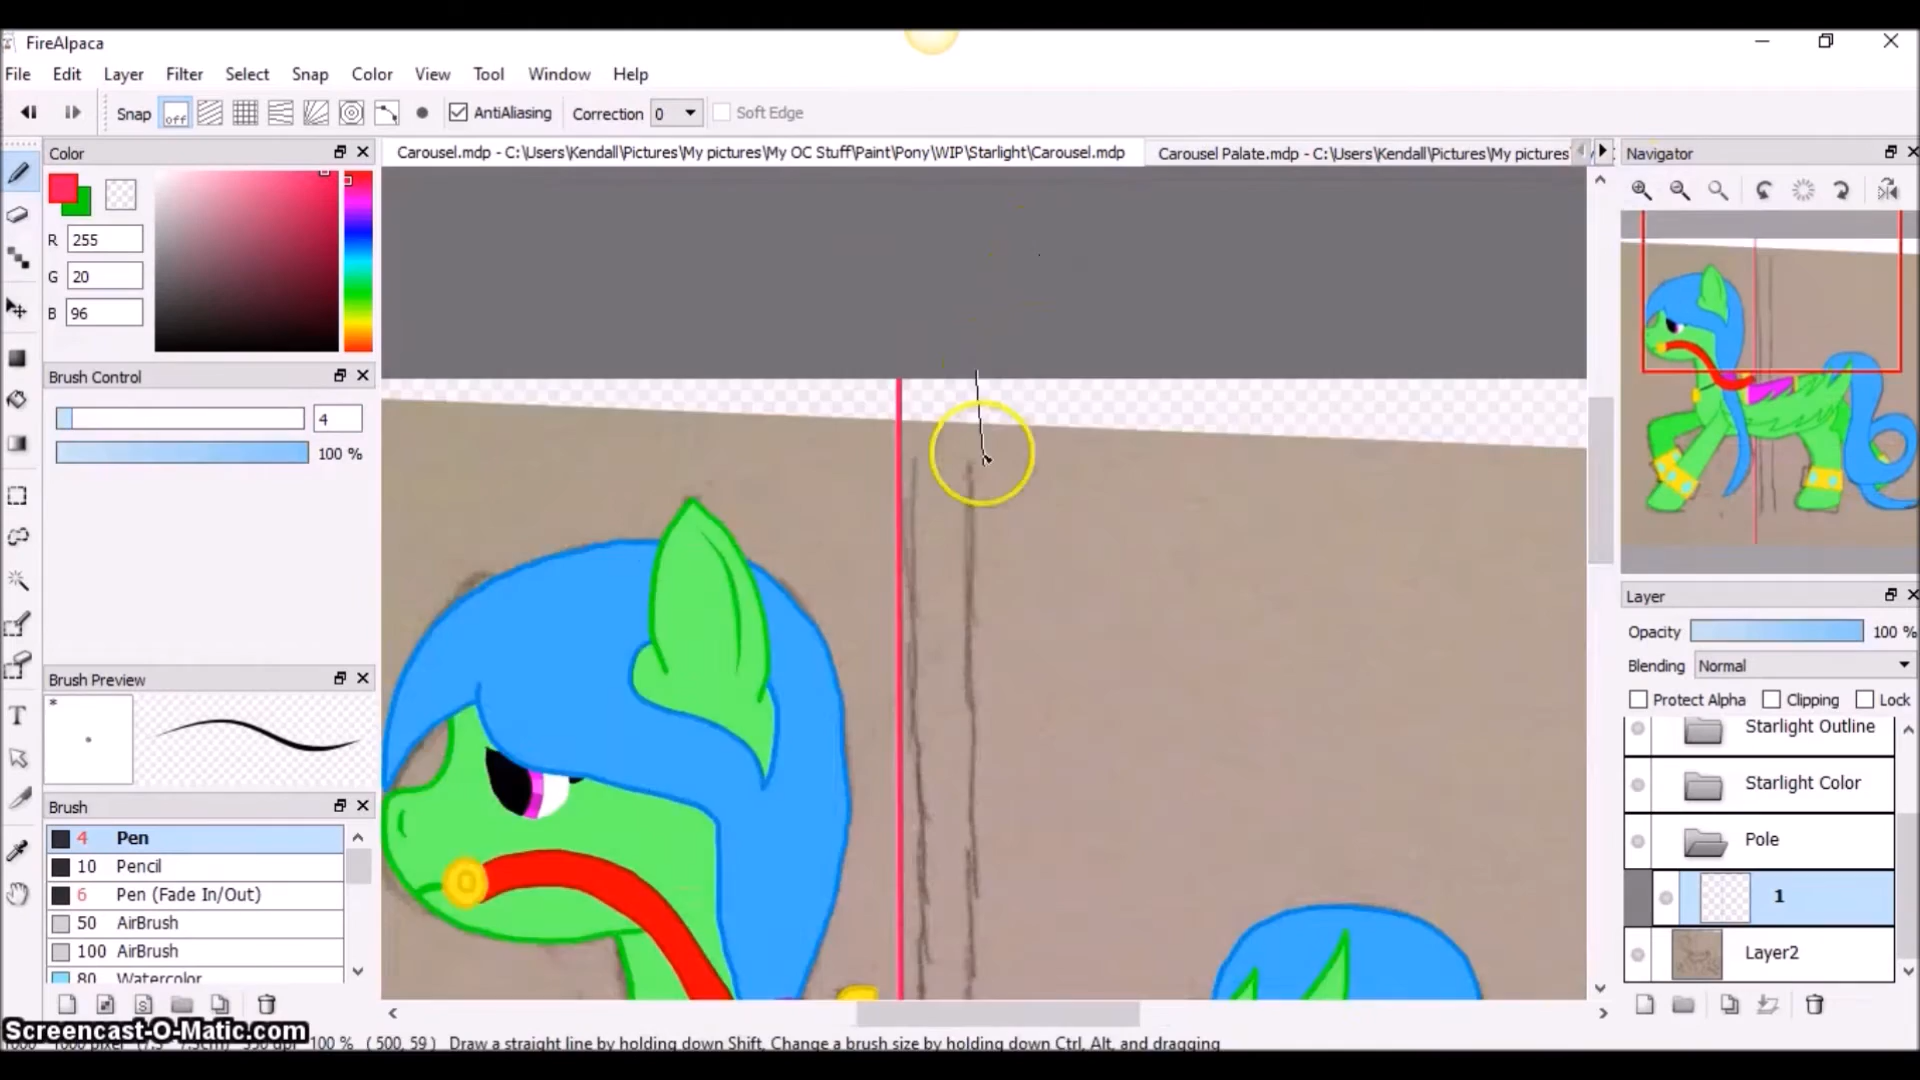 FireAlpaca
File Edit Layer Filter Select Snap Color View Tool Window Help
Snap off AntiAliasing Correction 0 Soft Edge
Color
Carousel.mdp - C:\Users\Kendall\Pictures\My pictures\My OC Stuff\Paint\Pony\WIP\Starlight\Carousel.mdp
Carousel Palate.mdp - C:\Users\Kendall\Pictures\My pictures\
Navigator
R 255
G 20
B 96
Brush Control
4
100 %
Brush Preview
*
Brush
4 Pen
10 Pencil
6 Pen (Fade In/Out)
50 AirBrush
100 AirBrush
80 Watercolor
Layer
Opacity 100 %
Blending Normal
Protect Alpha Clipping Lock
Starlight Outline
Starlight Color
Pole
1
Layer2
T
S
Screencast-O-Matic.com
100 % ( 500, 59 ) Draw a straight line by holding down Shift, Change a brush size by holding down Ctrl, Alt, and dragging